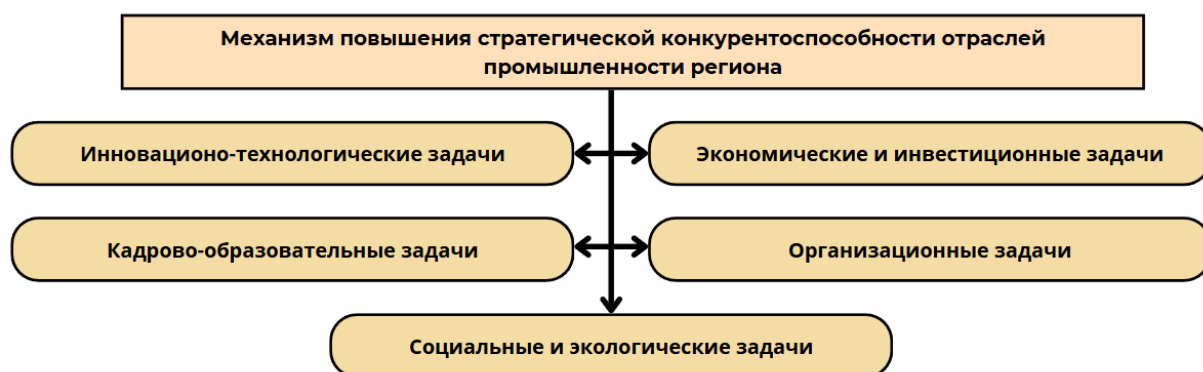 Механизм повышения стратегической конкурентоспособности отраслей
промышленности региона
Инновационо-технологические задачи
Экономические и инвестиционные задачи
Кадрово-образовательные задачи
Организационные задачи
Социальные и экологические задачи